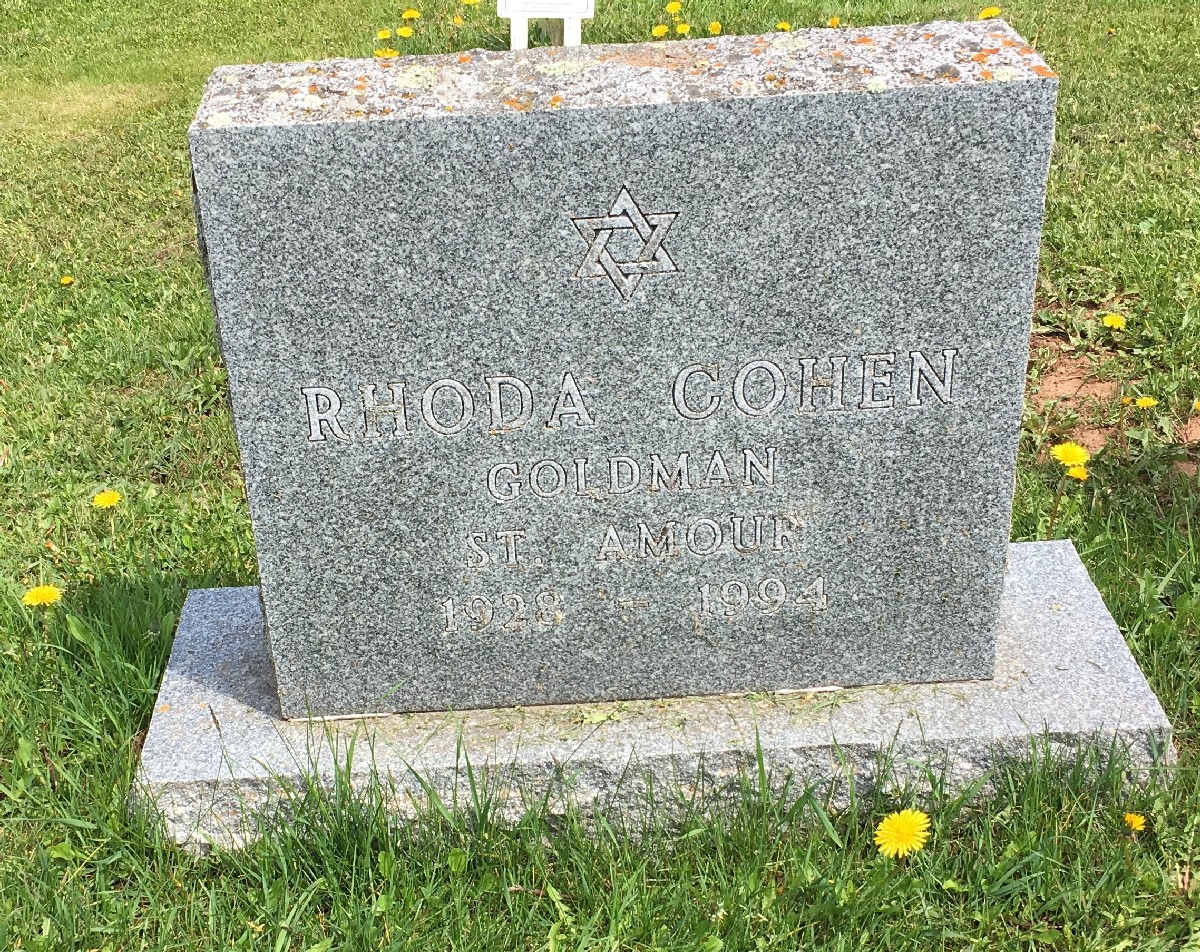 RHODA COHEN
GOLDMAN
ST. AMOUR
1928 - 1994